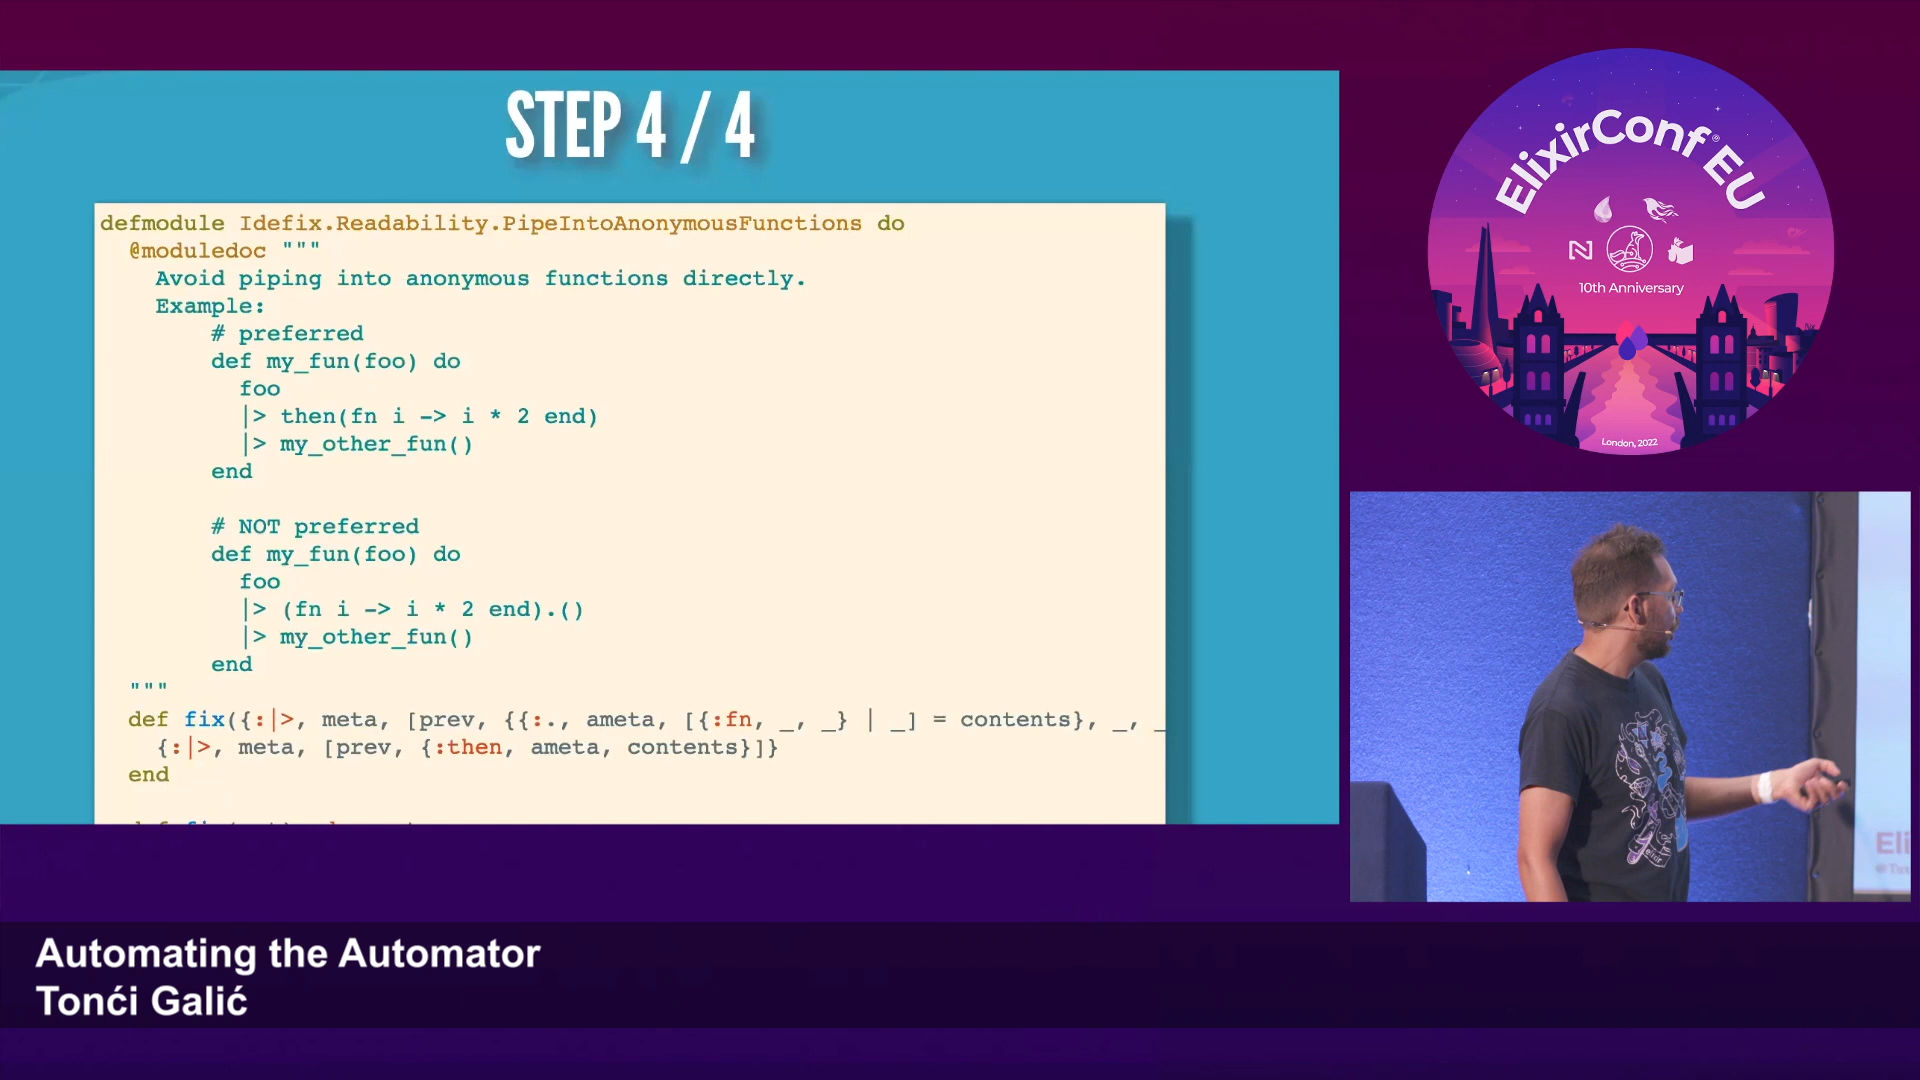 STEP 4 / 4
defmodule Idefix.Readability.PipeIntoAnonymousFunctions do
@moduledoc """
Avoid piping into anonymous functions directly.
Example:
# preferred
def my_fun(foo) do
foo
|> then(fn i -> i * 2 end)
|> my_other_fun()
end
# NOT preferred
def my_fun(foo) do
foo
|> (fn i -> i * 2 end).()
|> my_other_fun()
end
"""
def fix({:|>, meta, [prev, {{:., ameta, [{:fn, _, _} | _] = contents}, _, _
{:|>, meta, [prev, {:then, ameta, contents}]}
end
ElixirConf® EU
10th Anniversary
London, 2022
elixir
Eli
Automating the Automator
Tonći Galić